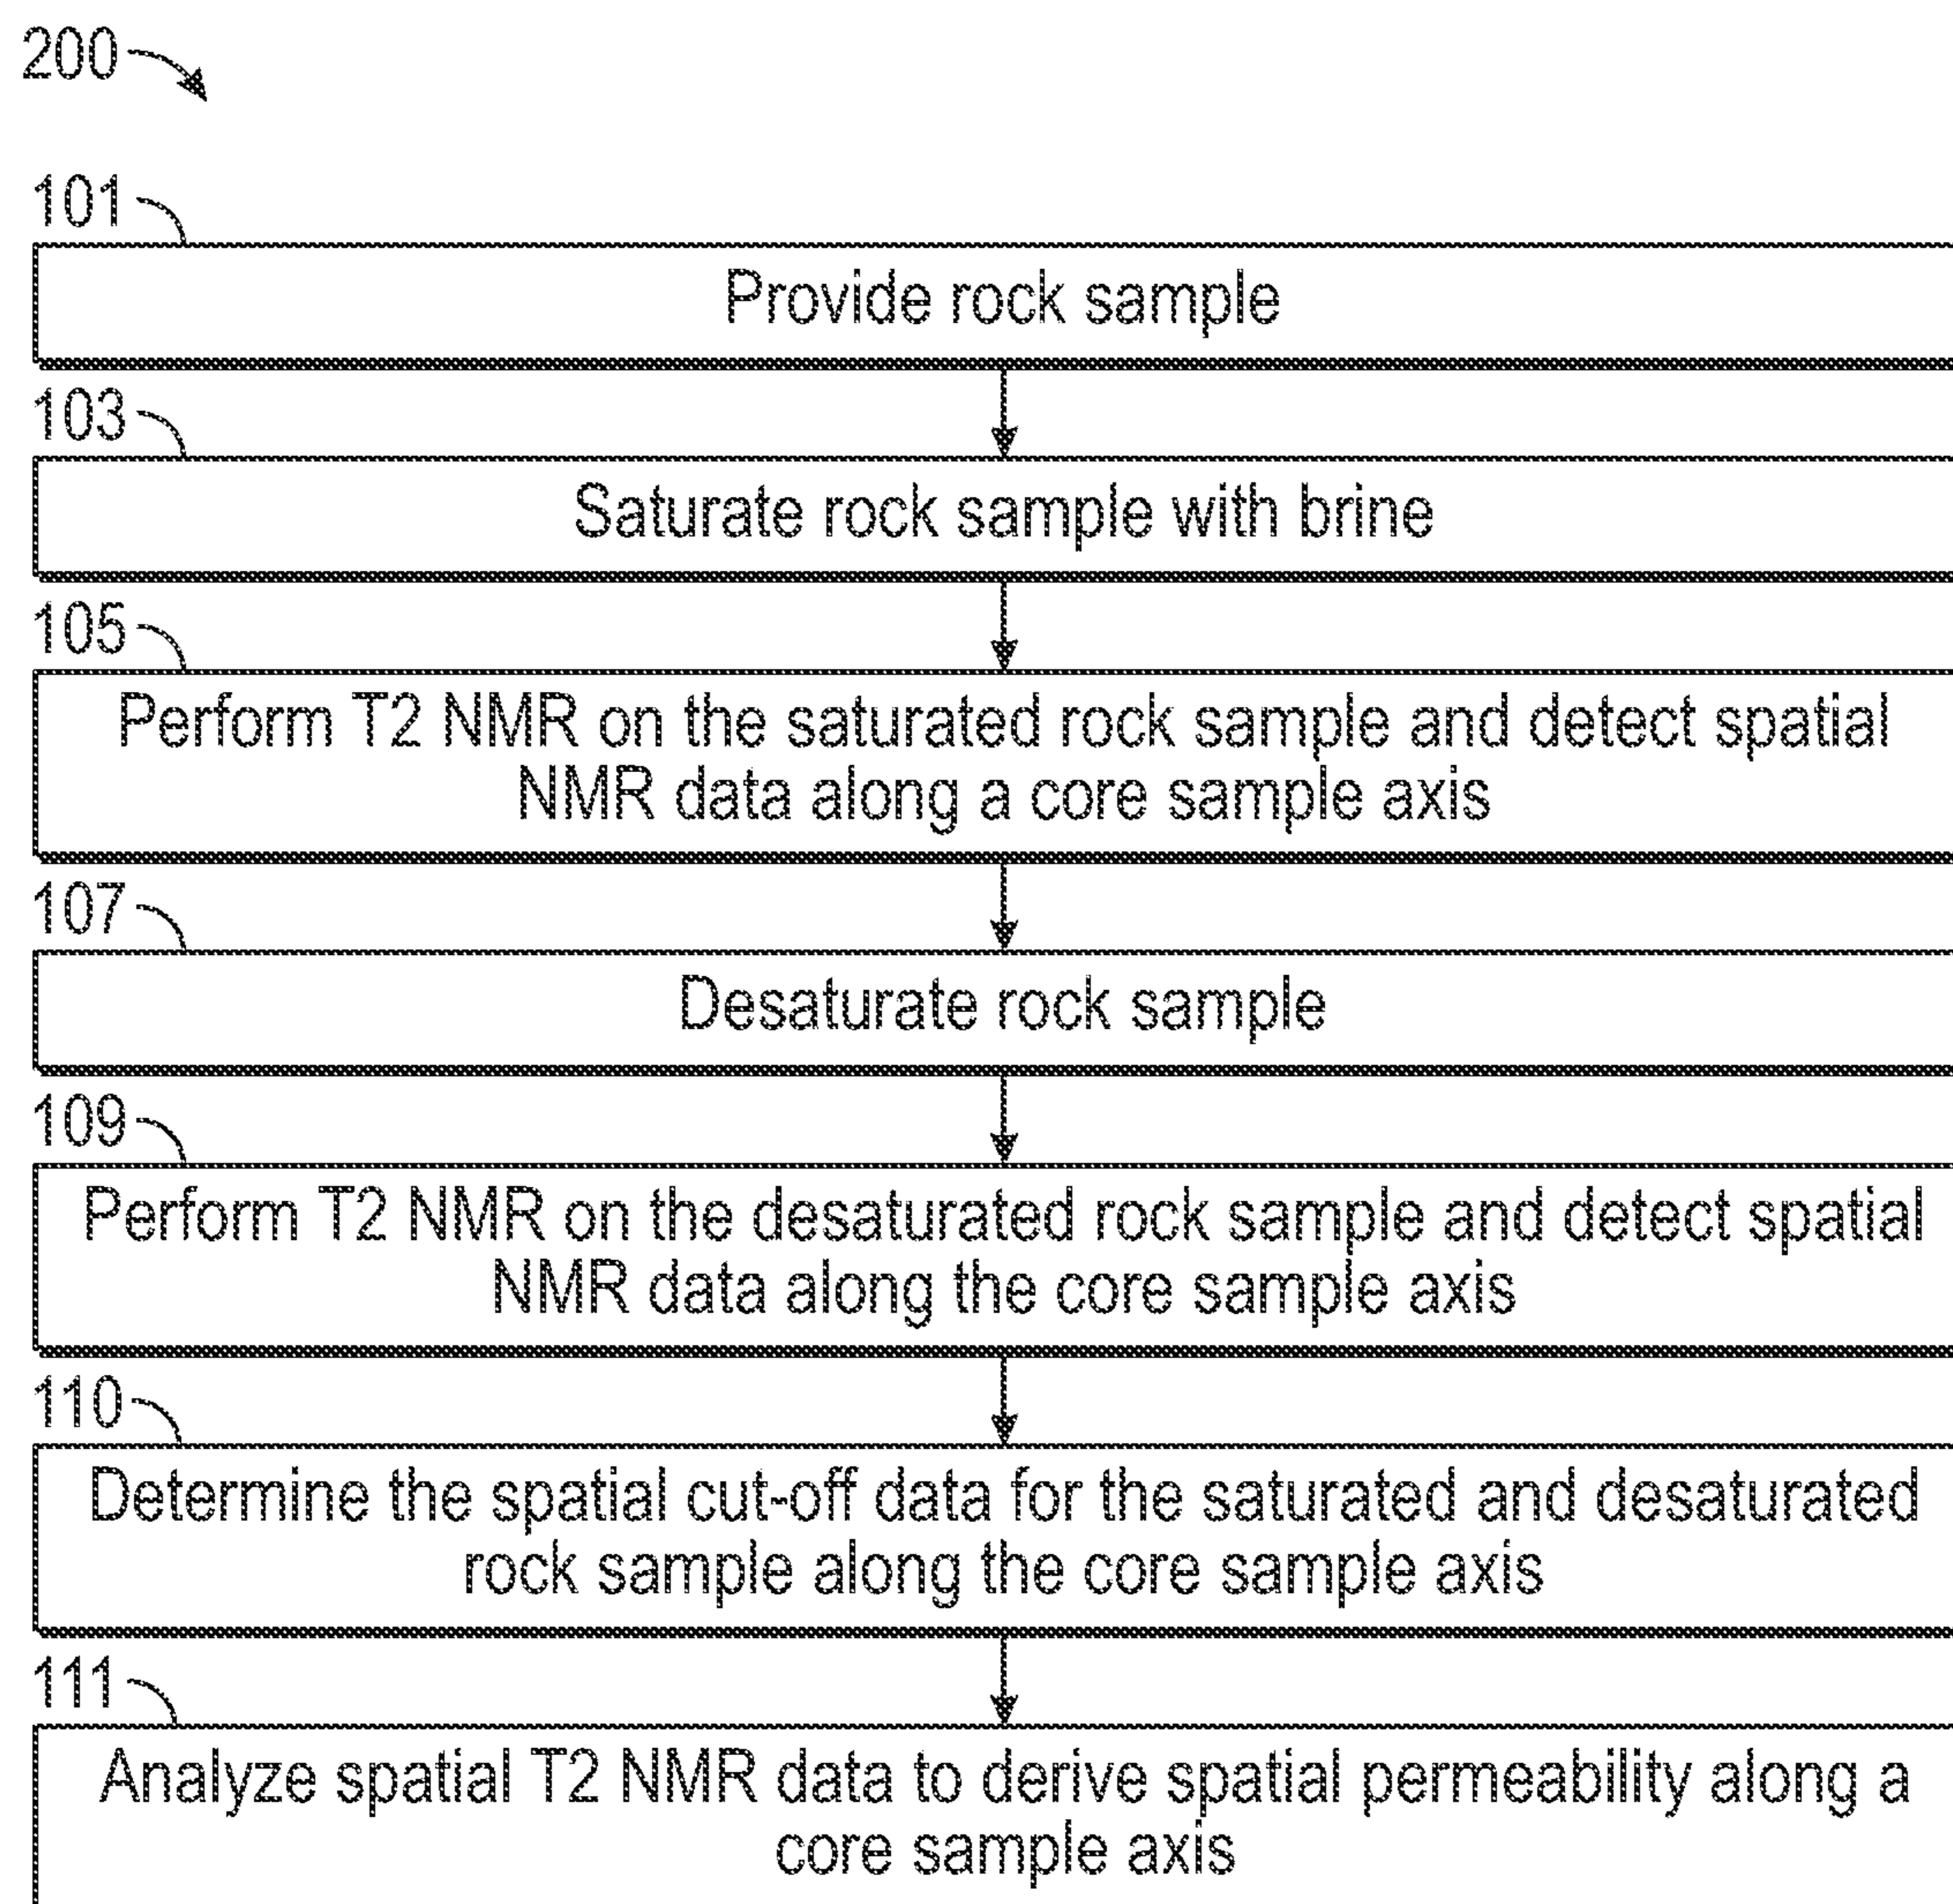 200
101
Provide rock sample
103
Saturate rock sample with brine
105
Perform T2 NMR on the saturated rock sample and detect spatial
NMR data along a core sample axis
107
Desaturate rock sample
109
Perform T2 NMR on the desaturated rock sample and detect spatial
NMR data along the core sample axis
110
Determine the spatial cut-off data for the saturated and desaturated
rock sample along the core sample axis
111
Analyze spatial T2 NMR data to derive spatial permeability along a
core sample axis